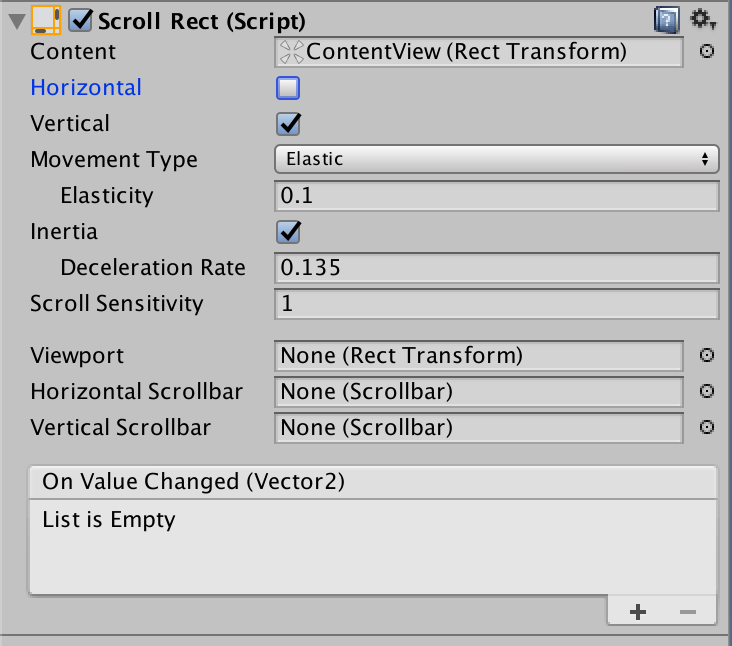 Scroll Rect (Script)
Content ContentView (Rect Transform)
Horizontal
Vertical
Movement Type Elastic
Elasticity 0.1
Inertia
Deceleration Rate 0.135
Scroll Sensitivity 1
Viewport None (Rect Transform)
Horizontal Scrollbar None (Scrollbar)
Vertical Scrollbar None (Scrollbar)
On Value Changed (Vector2)
List is Empty